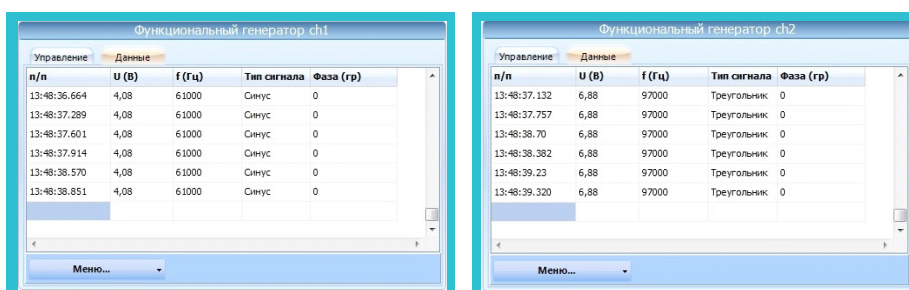 Функциональный генератор ch1
Управление Данные
п/п U (В) f (Гц) Тип сигнала Фаза (гр)
13:48:36.664 4,08 61000 Синус 0
13:48:37.289 4,08 61000 Синус 0
13:48:37.601 4,08 61000 Синус 0
13:48:37.914 4,08 61000 Синус 0
13:48:38.570 4,08 61000 Синус 0
13:48:38.851 4,08 61000 Синус 0
Меню...
Функциональный генератор ch2
Управление Данные
п/п U (В) f (Гц) Тип сигнала Фаза (гр)
13:48:37.132 6,88 97000 Треугольник 0
13:48:37.757 6,88 97000 Треугольник 0
13:48:38.70 6,88 97000 Треугольник 0
13:48:38.382 6,88 97000 Треугольник 0
13:48:39.23 6,88 97000 Треугольник 0
13:48:39.320 6,88 97000 Треугольник 0
Меню...